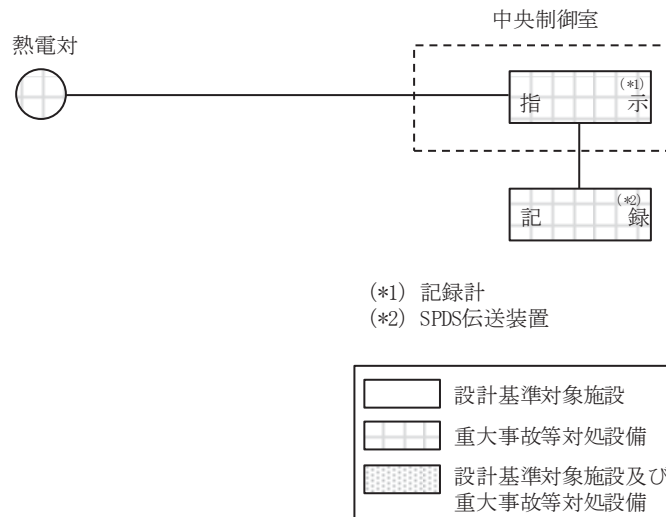 中央制御室
熱電対
(*1)
指 示
(*2)
記 録
(*1) 記録計
(*2) SPDS伝送装置
設計基準対象施設
重大事故等対処設備
設計基準対象施設及び
重大事故等対処設備